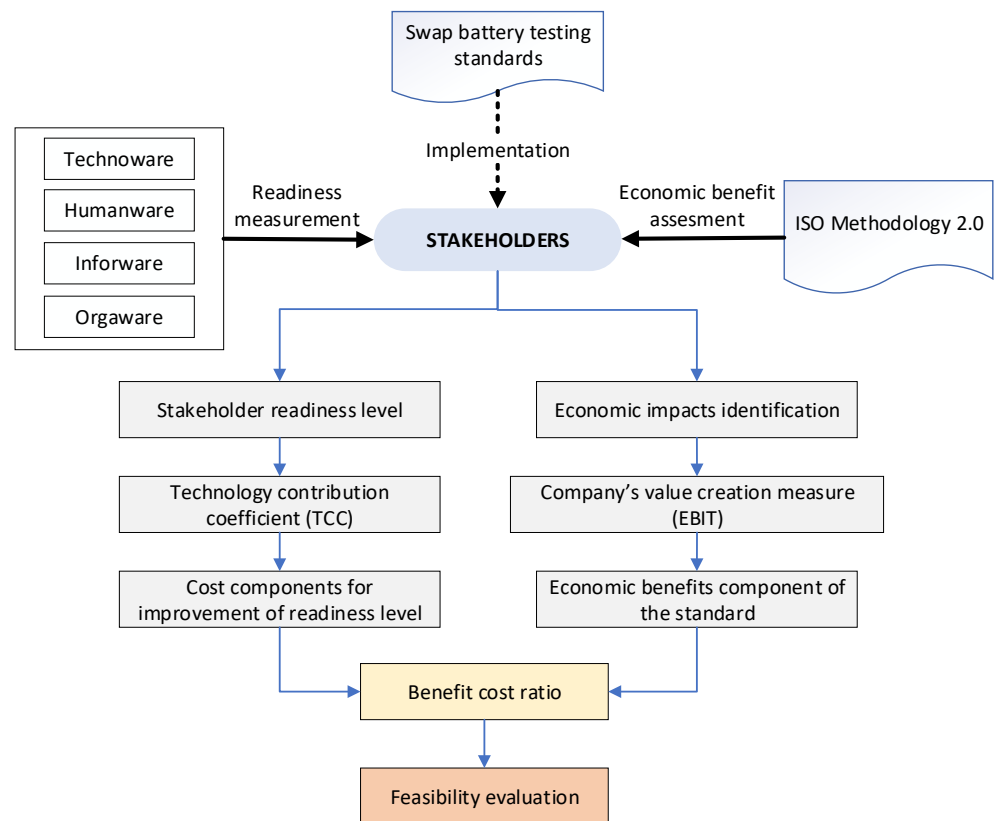 Swap battery testing
standards
Implementation
Technoware
Humanware
Inforware
Orgaware
Readiness
measurement
STAKEHOLDERS
Economic benefit
assesment
ISO Methodology 2.0
Stakeholder readiness level
Economic impacts identification
Technology contribution
coefficient (TCC)
Company’s value creation measure
(EBIT)
Cost components for
improvement of readiness level
Economic benefits component of
the standard
Benefit cost ratio
Feasibility evaluation